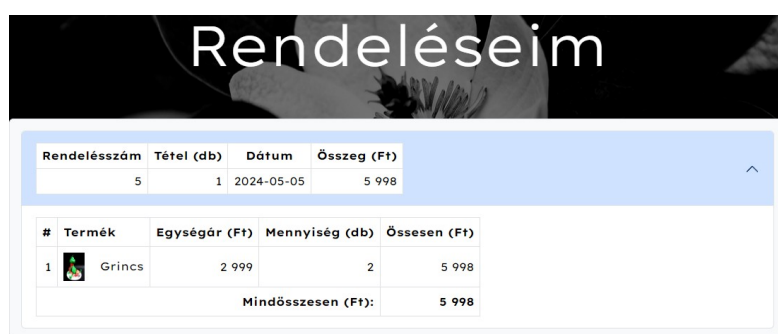 Rendeléseim
Rendelésszám Tétel (db) Dátum Összeg (Ft)
5 1 2024-05-05 5 998
# Termék Egységár (Ft) Mennyiség (db) Össesen (Ft)
1 Grincs 2 999 2 5 998
Mindösszesen (Ft): 5 998